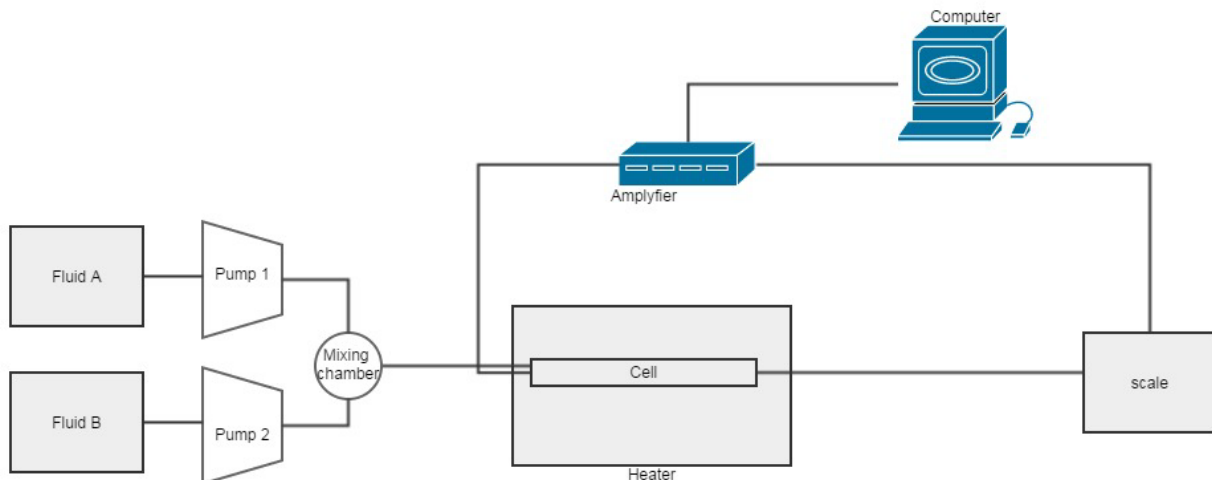 Computer
Amplyfier
Fluid A
Pump 1
Mixing
chamber
Cell
scale
Fluid B
Pump 2
Heater